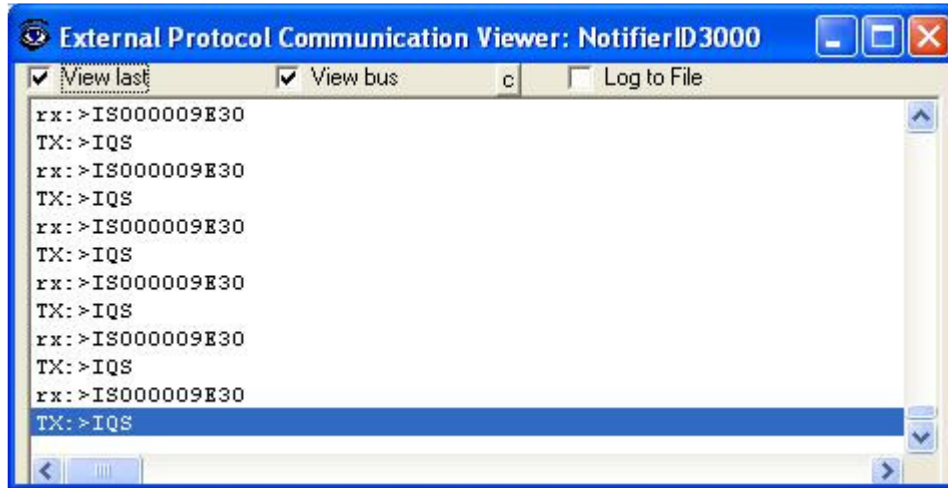 External Protocol Communication Viewer: NotifierID3000
View last View bus c Log to File
rx:>IS000009E30
TX:>IQS
rx:>IS000009E30
TX:>IQS
rx:>IS000009E30
TX:>IQS
rx:>IS000009E30
TX:>IQS
rx:>IS000009E30
TX:>IQS
rx:>IS000009E30
TX:>IQS